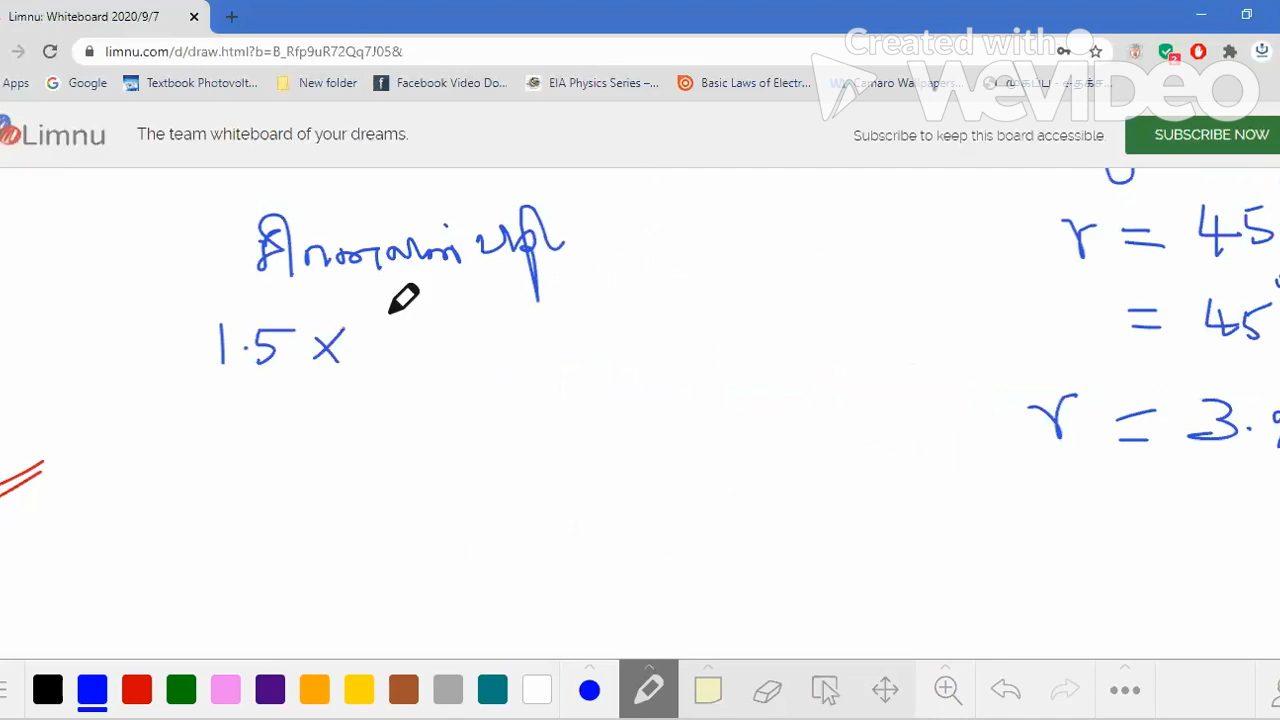 Limnu: Whiteboard 2020/9/7
limnu.com/d/draw.html?b=B_Rfp9uR72Qq7J05&
Created with
WEVIDEO
Apps Google Textbook Photovolt... New folder Facebook Video Do... EIA Physics Series –... Basic Laws of Electr... Camaro Wallpapers...
Limnu The team whiteboard of your dreams.
Subscribe to keep this board accessible SUBSCRIBE NOW
r = 45
1.5 x
= 45
r = 3.